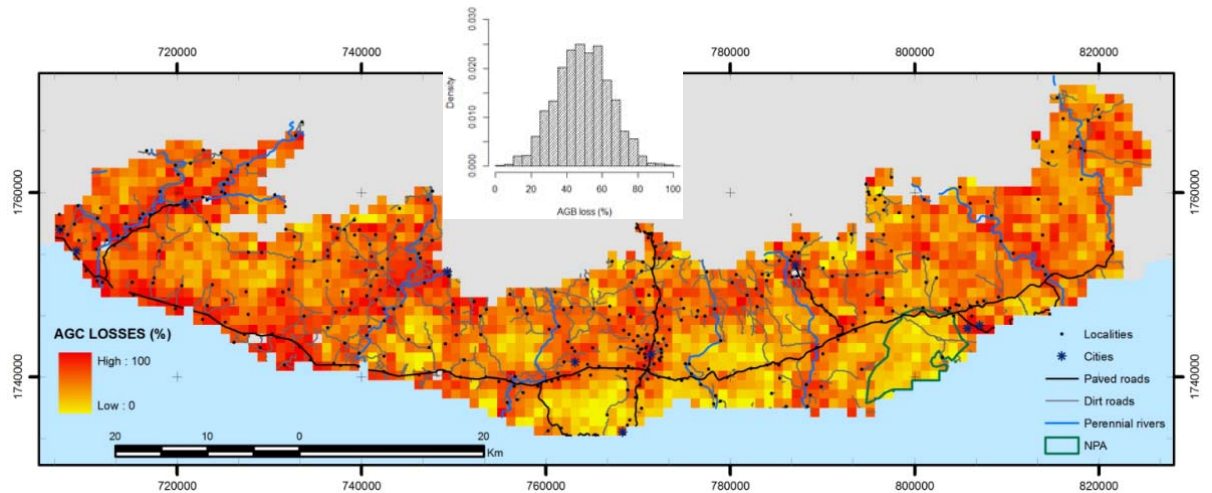 0.030
0.020
0.010
0.000
Density
0 20 40 60 80 100
AGB loss (%)
720000 740000 780000 800000 820000
1760000
1740000
1760000
1740000
AGC LOSSES (%)
High : 100
Low : 0
20 10 0 20
Km
Localities
Cities
Paved roads
Dirt roads
Perennial rivers
NPA
720000 740000 760000 780000 800000 820000